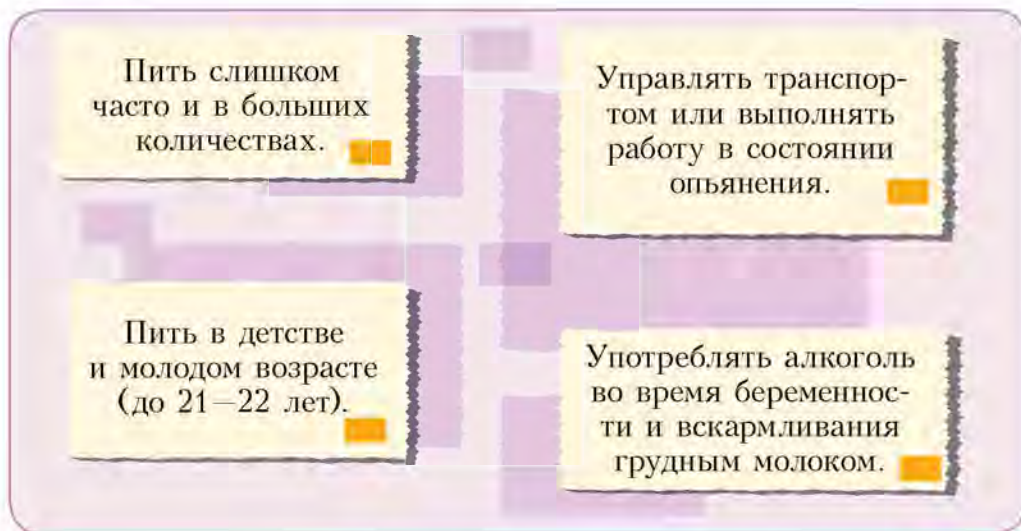 Пить слишком
часто и в больших
количествах.
Управлять транспор-
том или выполнять
работу в состоянии
опьянения.
Пить в детстве
и молодом возрасте
(до 21—22 лет).
Употреблять алкоголь
во время беременнос-
ти и вскармливания
грудным молоком.